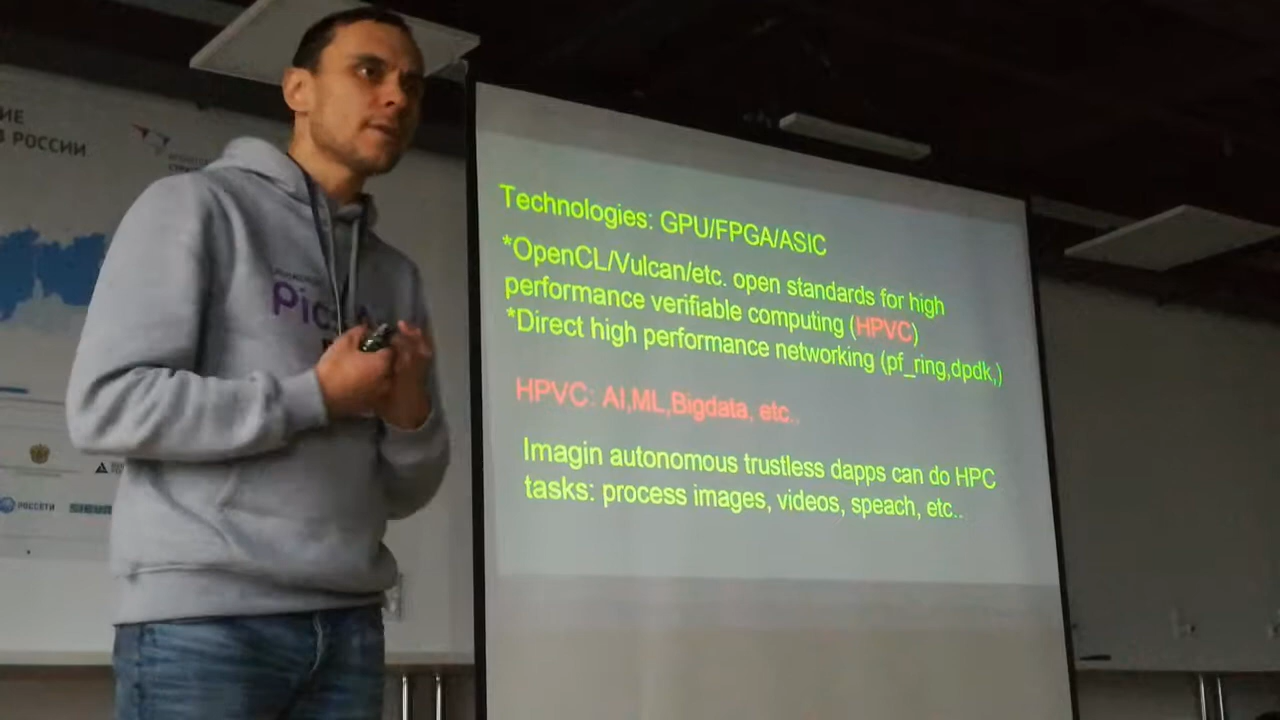 ИЕ
В РОССИИ
Technologies: GPU/FPGA/ASIC
*OpenCL/Vulcan/etc. open standards for high
performance verifiable computing (HPVC)
*Direct high performance networking (pf_ring,dpdk,)
HPVC: AI,ML,Bigdata, etc..
Imagin autonomous trustless dapps can do HPC
tasks: process images, videos, speach, etc..
РОССЕТИ